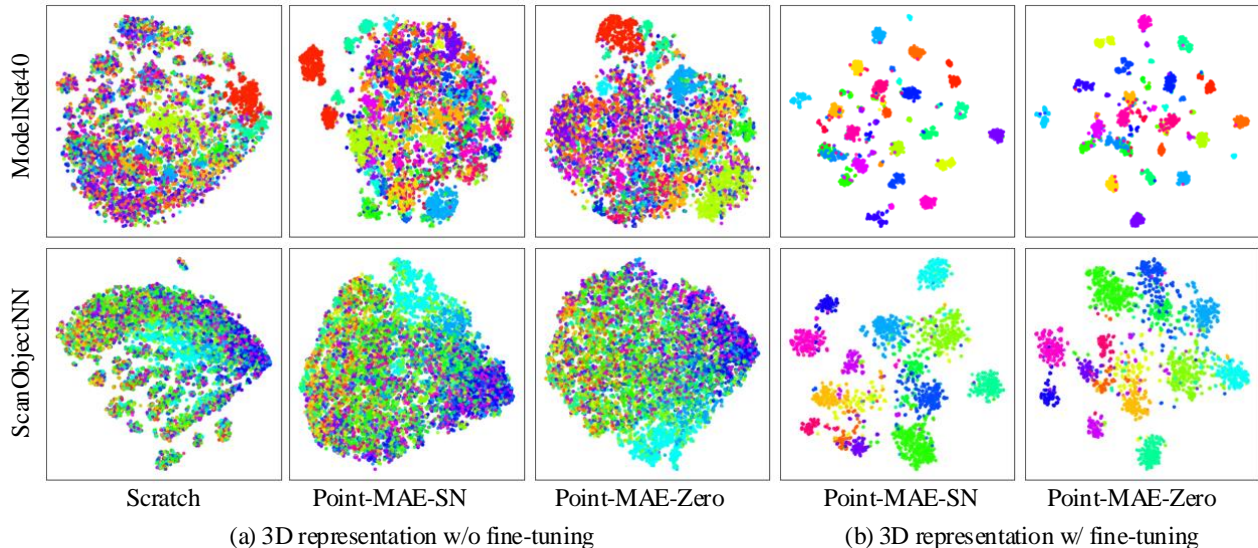 ModelNet40
ScanObjectNN
Scratch
Point-MAE-SN
Point-MAE-Zero
Point-MAE-SN
Point-MAE-Zero
(a) 3D representation w/o fine-tuning
(b) 3D representation w/ fine-tuning